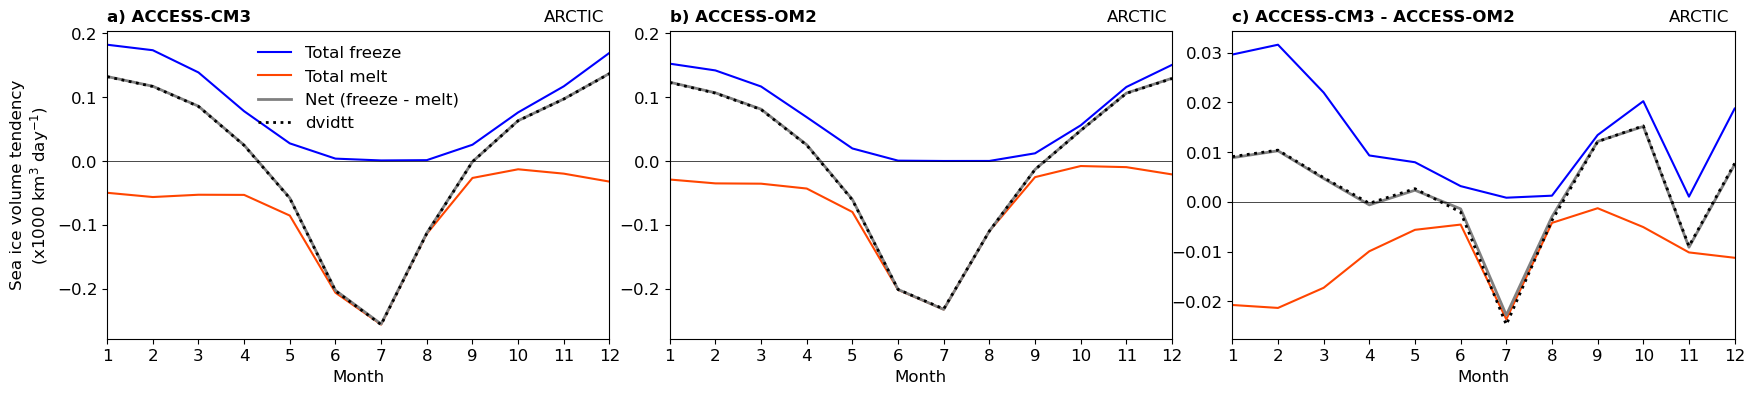 a) ACCESS-CM3 ARCTIC
b) ACCESS-OM2 ARCTIC
c) ACCESS-CM3 - ACCESS-OM2 ARCTIC
Sea ice volume tendency
(x1000 km³ day⁻¹)
0.2
0.1
0.0
−0.1
−0.2
Total freeze
Total melt
Net (freeze - melt)
dvidtt
1 2 3 4 5 6 7 8 9 10 11 12
Month
0.2
0.1
0.0
−0.1
−0.2
1 2 3 4 5 6 7 8 9 10 11 12
Month
0.03
0.02
0.01
0.00
−0.01
−0.02
1 2 3 4 5 6 7 8 9 10 11 12
Month